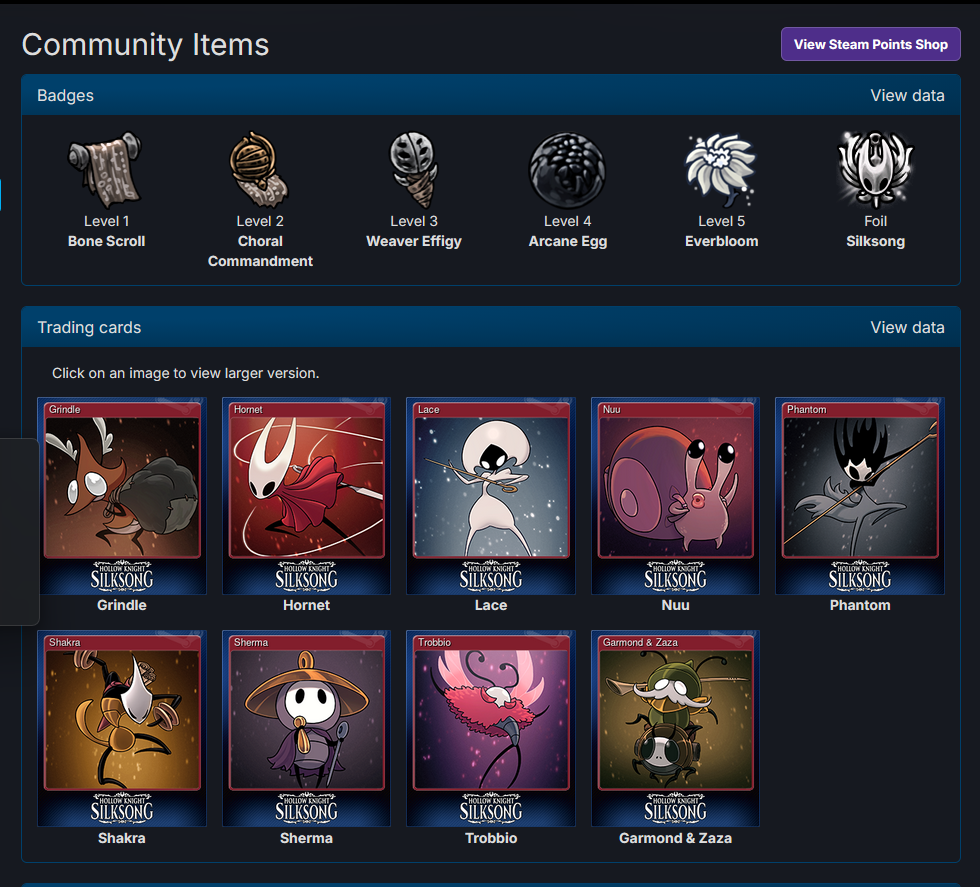 Community Items
View Steam Points Shop
Badges
View data
Level 1
Bone Scroll
Level 2
Choral
Commandment
Level 3
Weaver Effigy
Level 4
Arcane Egg
Level 5
Everbloom
Foil
Silksong
Trading cards
View data
Click on an image to view larger version.
Grindle
HOLLOW KNIGHT
SILKSONG
Grindle
Hornet
HOLLOW KNIGHT
SILKSONG
Hornet
Lace
HOLLOW KNIGHT
SILKSONG
Lace
Nuu
HOLLOW KNIGHT
SILKSONG
Nuu
Phantom
HOLLOW KNIGHT
SILKSONG
Phantom
Shakra
HOLLOW KNIGHT
SILKSONG
Shakra
Sherma
HOLLOW KNIGHT
SILKSONG
Sherma
Trobbio
HOLLOW KNIGHT
SILKSONG
Trobbio
Garmond & Zaza
HOLLOW KNIGHT
SILKSONG
Garmond & Zaza